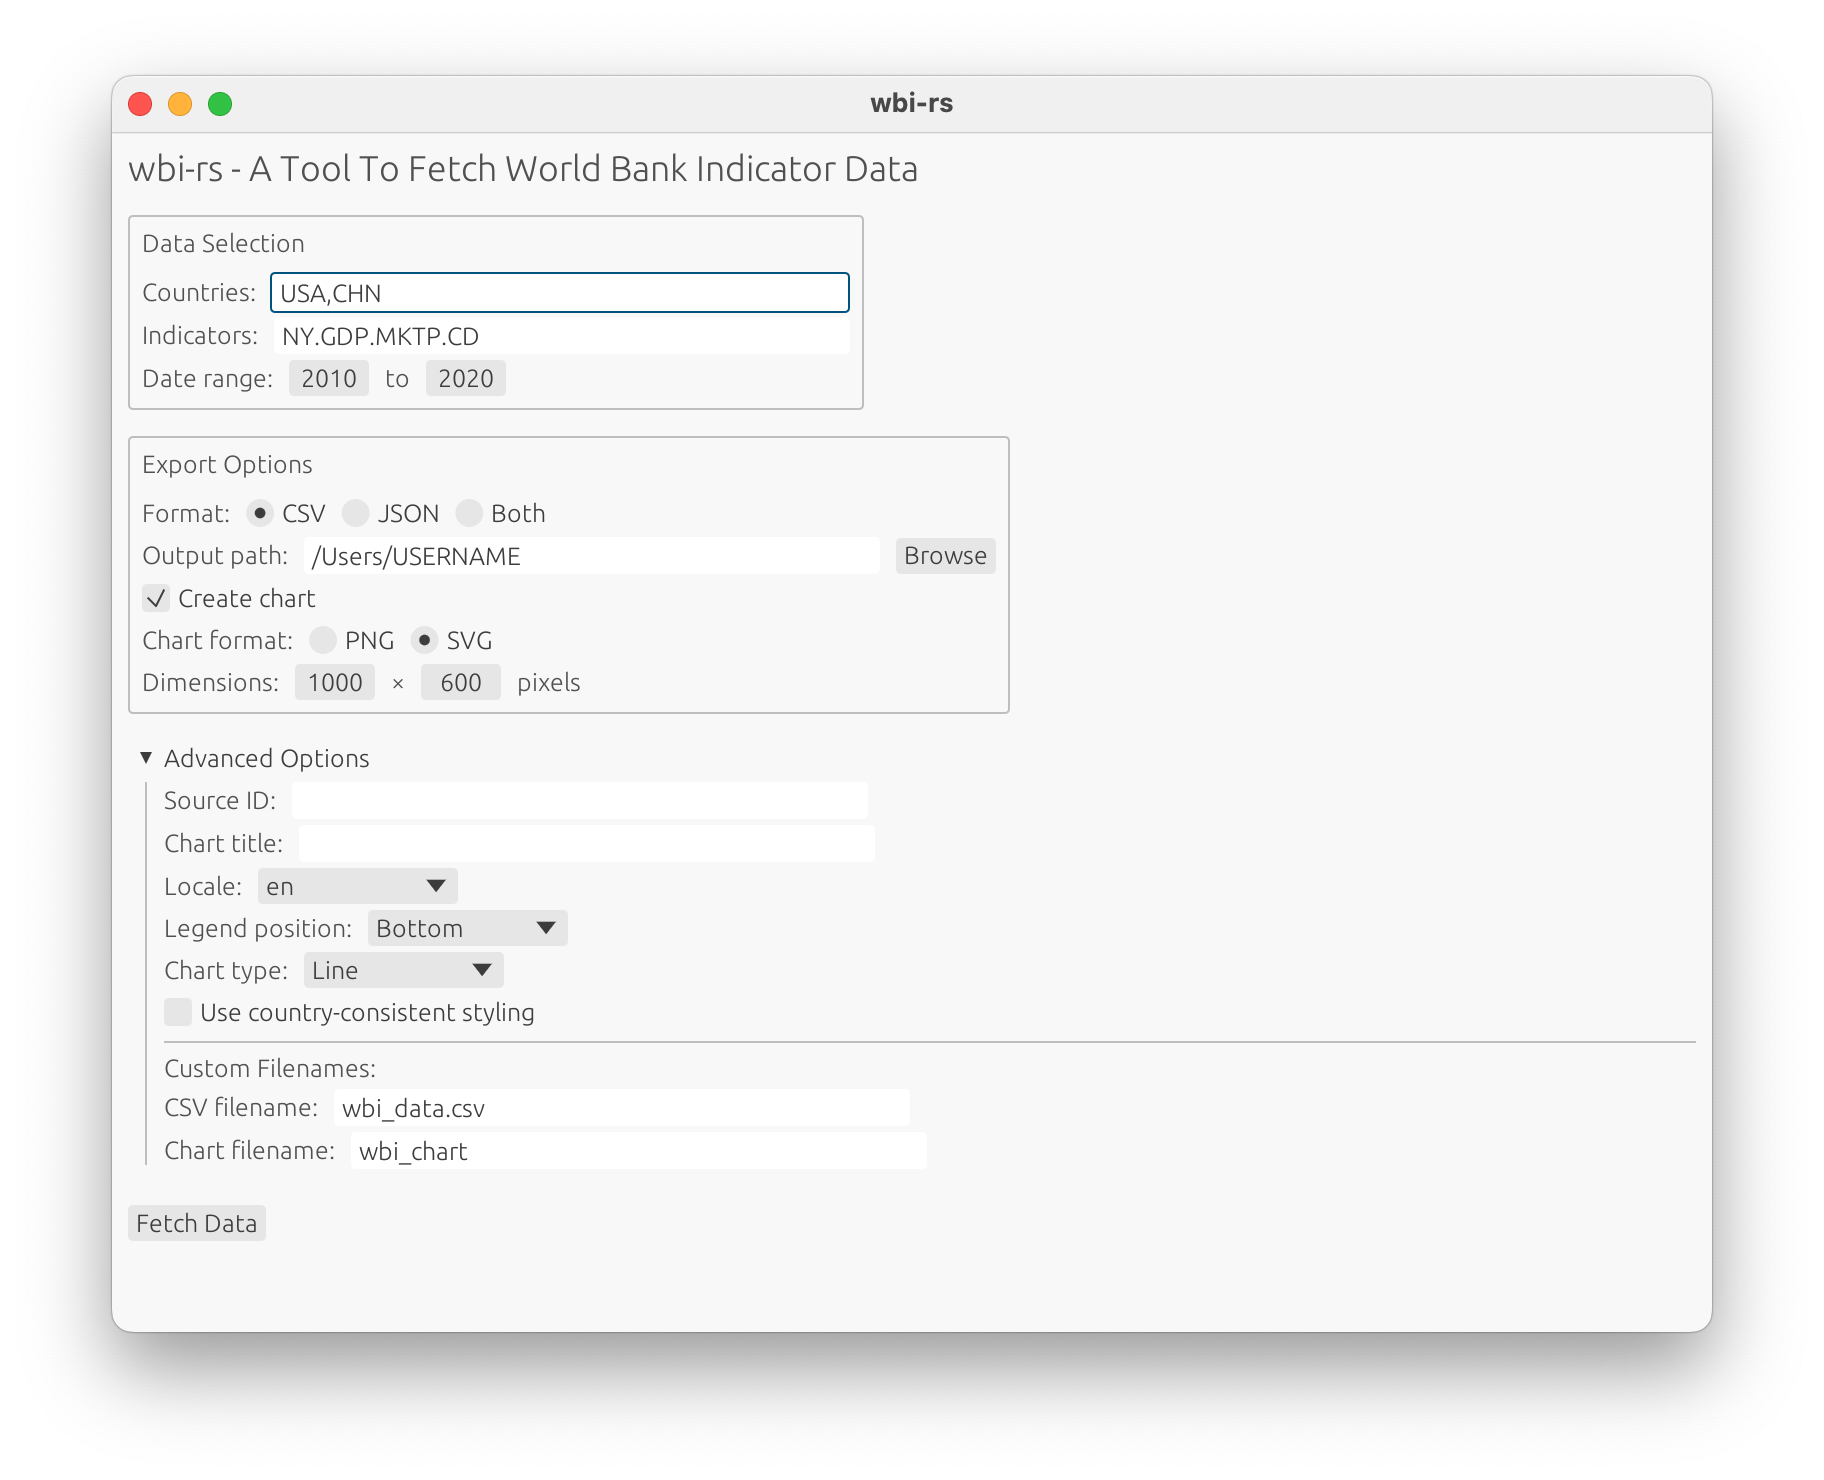 wbi-rs
wbi-rs - A Tool To Fetch World Bank Indicator Data
Data Selection
Countries: USA,CHN
Indicators: NY.GDP.MKTP.CD
Date range: 2010 to 2020
Export Options
Format: CSV JSON Both
Output path: /Users/USERNAME Browse
Create chart
Chart format: PNG SVG
Dimensions: 1000 × 600 pixels
Advanced Options
Source ID:
Chart title:
Locale: en
Legend position: Bottom
Chart type: Line
Use country-consistent styling
Custom Filenames:
CSV filename: wbi_data.csv
Chart filename: wbi_chart
Fetch Data